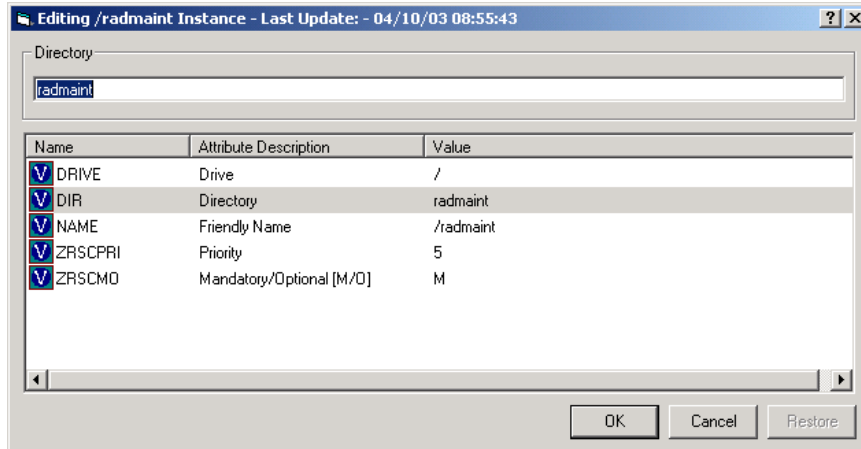 Editing /radmaint Instance - Last Update: - 04/10/03 08:55:43
Directory
radmaint
Name Attribute Description Value
V DRIVE Drive /
V DIR Directory radmaint
V NAME Friendly Name /radmaint
V ZRSCPRI Priority 5
V ZRSCMO Mandatory/Optional [M/O] M
OK Cancel Restore